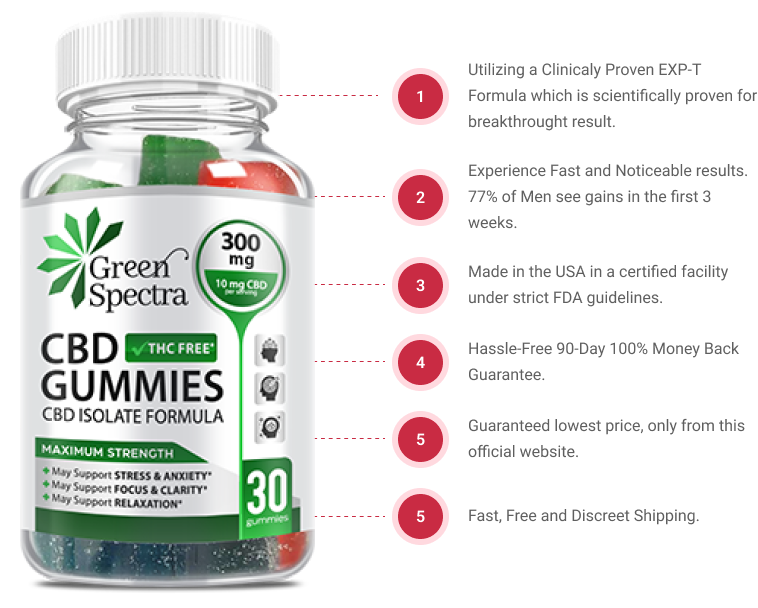 Green
Spectra
300
mg
10 mg CBD
per serving
CBD ✓THC FREE*
GUMMIES
CBD ISOLATE FORMULA
MAXIMUM STRENGTH
+ May Support STRESS & ANXIETY*
+ May Support FOCUS & CLARITY*
+ May Support RELAXATION*
30
gummies
1
Utilizing a Clinicaly Proven EXP-T
Formula which is scientifically proven for
breakthrought result.
2
Experience Fast and Noticeable results.
77% of Men see gains in the first 3
weeks.
3
Made in the USA in a certified facility
under strict FDA guidelines.
4
Hassle-Free 90-Day 100% Money Back
Guarantee.
5
Guaranteed lowest price, only from this
official website.
5
Fast, Free and Discreet Shipping.